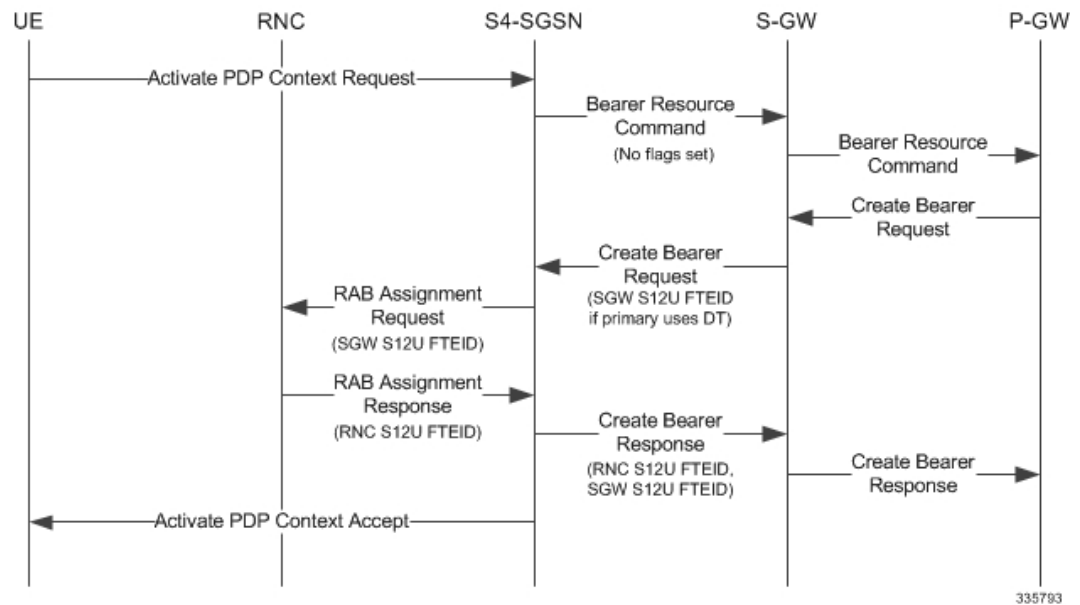 UE RNC S4-SGSN S-GW P-GW
Activate PDP Context Request
Bearer Resource
Command
(No flags set)
Bearer Resource
Command
Create Bearer
Request
Create Bearer
Request
(SGW S12U FTEID
if primary uses DT)
RAB Assignment
Request
(SGW S12U FTEID)
RAB Assignment
Response
(RNC S12U FTEID)
Create Bearer
Response
(RNC S12U FTEID,
SGW S12U FTEID)
Create Bearer
Response
Activate PDP Context Accept
335793